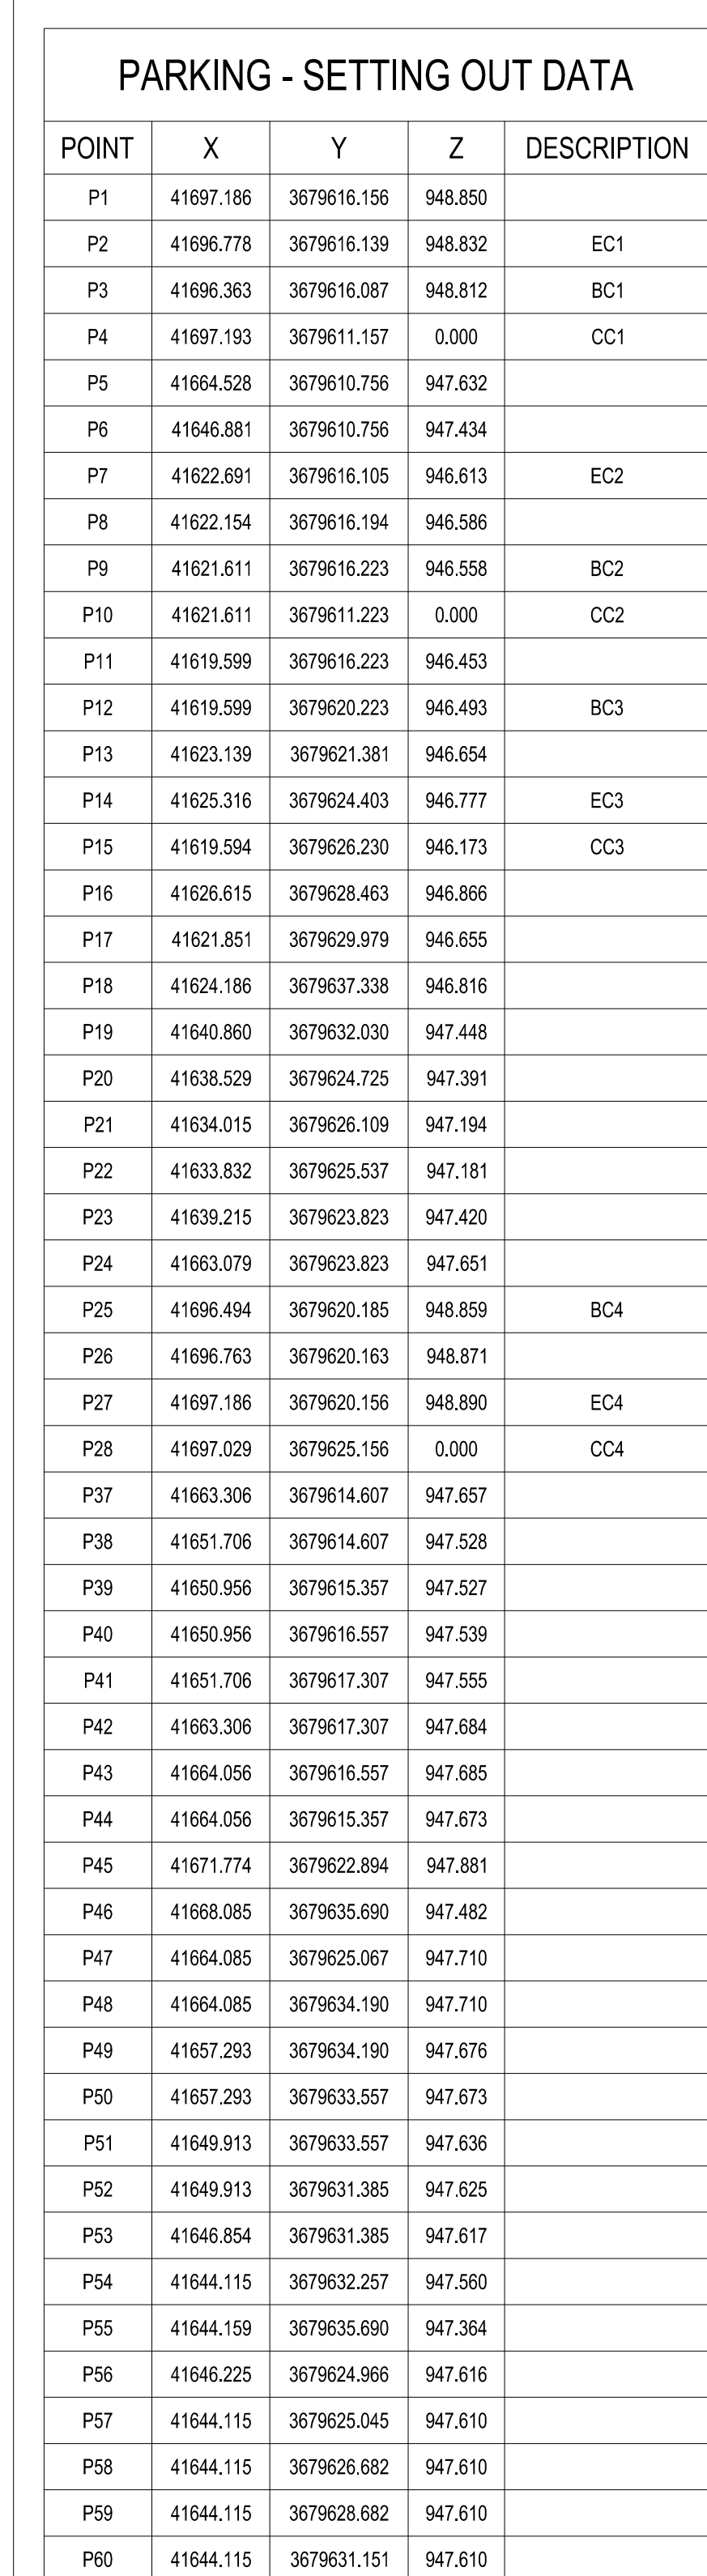 PARKING - SETTING OUT DATA
POINT X Y Z DESCRIPTION
P1 41697.186 3679616.156 948.850
P2 41696.778 3679616.139 948.832 EC1
P3 41696.363 3679616.087 948.812 BC1
P4 41697.193 3679611.157 0.000 CC1
P5 41664.528 3679610.756 947.632
P6 41646.881 3679610.756 947.434
P7 41622.691 3679616.105 946.613 EC2
P8 41622.154 3679616.194 946.586
P9 41621.611 3679616.223 946.558 BC2
P10 41621.611 3679611.223 0.000 CC2
P11 41619.599 3679616.223 946.453
P12 41619.599 3679620.223 946.493 BC3
P13 41623.139 3679621.381 946.654
P14 41625.316 3679624.403 946.777 EC3
P15 41619.594 3679626.230 946.173 CC3
P16 41626.615 3679628.463 946.866
P17 41621.851 3679629.979 946.655
P18 41624.186 3679637.338 946.816
P19 41640.860 3679632.030 947.448
P20 41638.529 3679624.725 947.391
P21 41634.015 3679626.109 947.194
P22 41633.832 3679625.537 947.181
P23 41639.215 3679623.823 947.420
P24 41663.079 3679623.823 947.651
P25 41696.494 3679620.185 948.859 BC4
P26 41696.763 3679620.163 948.871
P27 41697.186 3679620.156 948.890 EC4
P28 41697.029 3679625.156 0.000 CC4
P37 41663.306 3679614.607 947.657
P38 41651.706 3679614.607 947.528
P39 41650.956 3679615.357 947.527
P40 41650.956 3679616.557 947.539
P41 41651.706 3679617.307 947.555
P42 41663.306 3679617.307 947.684
P43 41664.056 3679616.557 947.685
P44 41664.056 3679615.357 947.673
P45 41671.774 3679622.894 947.881
P46 41668.085 3679635.690 947.482
P47 41664.085 3679625.067 947.710
P48 41664.085 3679634.190 947.710
P49 41657.293 3679634.190 947.676
P50 41657.293 3679633.557 947.673
P51 41649.913 3679633.557 947.636
P52 41649.913 3679631.385 947.625
P53 41646.854 3679631.385 947.617
P54 41644.115 3679632.257 947.560
P55 41644.159 3679635.690 947.364
P56 41646.225 3679624.966 947.616
P57 41644.115 3679625.045 947.610
P58 41644.115 3679626.682 947.610
P59 41644.115 3679628.682 947.610
P60 41644.115 3679631.151 947.610